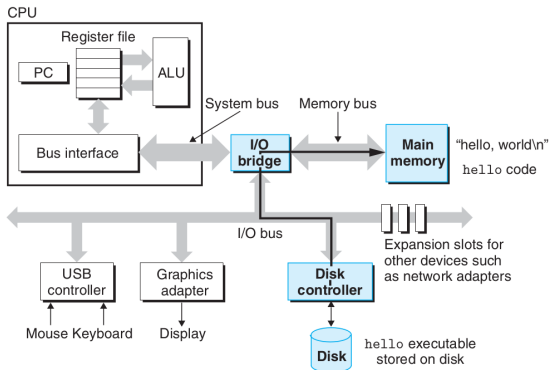 CPU
Register file
PC
ALU
System bus
Memory bus
Bus interface
I/O
bridge
Main
memory
"hello, world\n"
hello code
I/O bus
Expansion slots for
other devices such
as network adapters
USB
controller
Graphics
adapter
Disk
controller
Mouse Keyboard
Display
Disk
hello executable
stored on disk